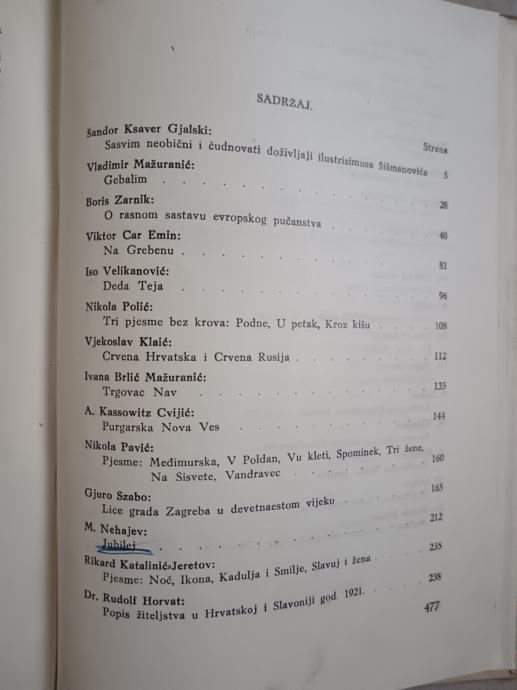 SADRŽAJ.
Strana
Šandor Ksaver Gjalski:
Sasvim neobični i čudnovati doživljaji ilustrisimusa Šišmanovića 5
Vladimir Mažuranić:
Gebalim . . . . . . . . . . . 28
Boris Zarnik:
O rasnom sastavu evropskog pučanstva . . . . . 40
Viktor Car Emin:
Na Grebenu . . . . . . . . . . 81
Iso Velikanović:
Deda Teja . . . . . . . . . . 96
Nikola Polić:
Tri pjesme bez krova: Podne, U petak, Kroz kišu . . . . 108
Vjekoslav Klaić:
Crvena Hrvatska i Crvena Rusija . . . . . . . 112
Ivana Brlić Mažuranić:
Trgovac Nav . . . . . . . . . . 135
A. Kassowitz Cvijić:
Purgarska Nova Ves . . . . . . . . 144
Nikola Pavić:
Pjesme: Međimurska, V Poldan, Vu kleti, Spominek, Tri žene,
Na Sisvete, Vandravec . . . . . . 160
Gjuro Szabo:
Lice grada Zagreba u devetnaestom vijeku . . . . . 165
M. Nehajev:
Jubilej . . . . . . . . . . . 212
Rikard Katalinić-Jeretov:
Pjesme: Noć, Ikona, Kadulja i Smilje, Slavuj i žena . . . . 235
Dr. Rudolf Horvat:
Popis žiteljstva u Hrvatskoj i Slavoniji god. 1921. . . . . 238
477